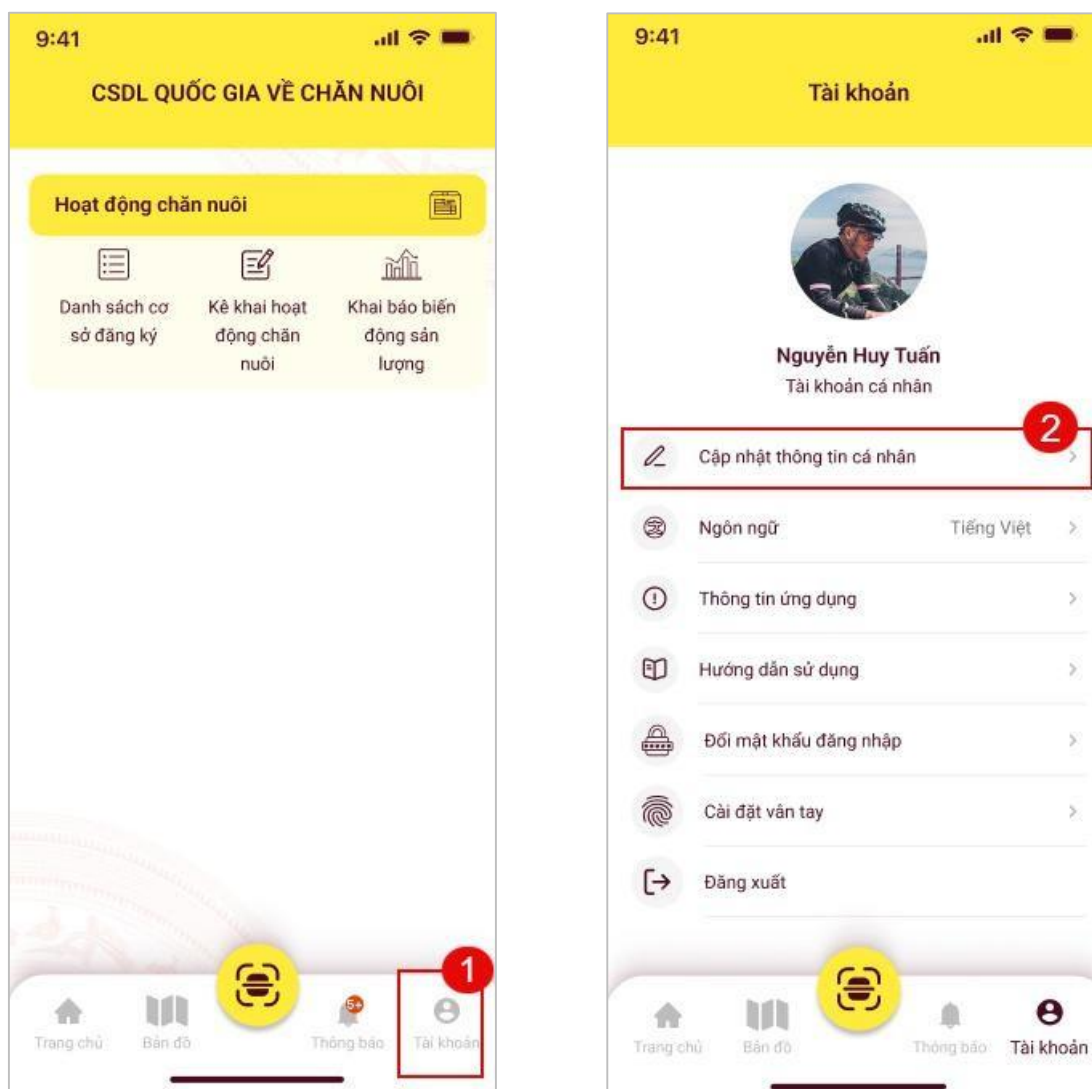 9:41
CSDL QUỐC GIA VỀ CHĂN NUÔI
Hoạt động chăn nuôi
Danh sách cơ
sở đăng ký
Kê khai hoạt
động chăn
nuôi
Khai báo biến
động sản
lượng
1
5+
Trang chủ
Bản đồ
Thông báo
Tài khoản
9:41
Tài khoản
Nguyễn Huy Tuấn
Tài khoản cá nhân
2
Cập nhật thông tin cá nhân
Ngôn ngữ Tiếng Việt
Thông tin ứng dụng
Hướng dẫn sử dụng
Đổi mật khẩu đăng nhập
Cài đặt vân tay
Đăng xuất
Trang chủ
Bản đồ
Thông báo
Tài khoản